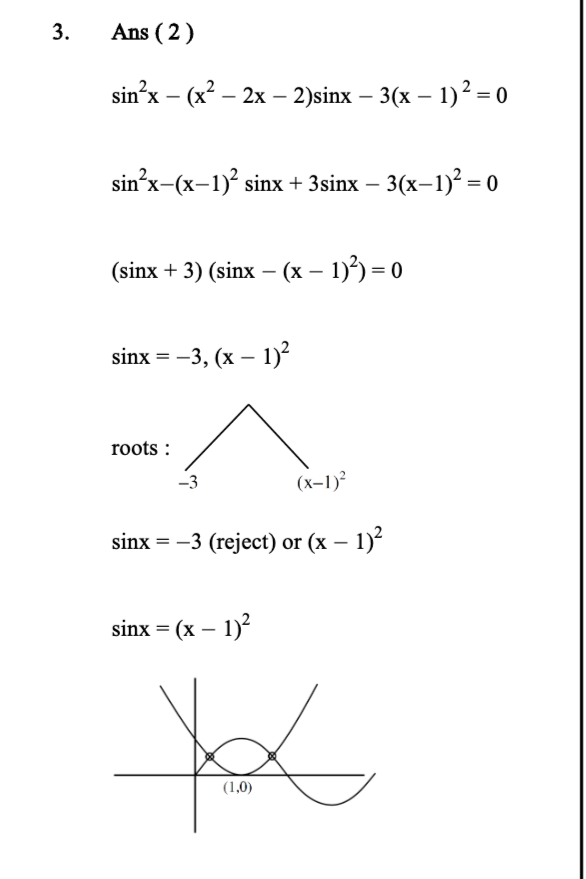 3. Ans ( 2 )
sin²x – (x² – 2x – 2)sinx – 3(x – 1)² = 0
sin²x–(x–1)² sinx + 3sinx – 3(x–1)² = 0
(sinx + 3) (sinx – (x – 1)²) = 0
sinx = –3, (x – 1)²
roots :
–3 (x–1)²
sinx = –3 (reject) or (x – 1)²
sinx = (x – 1)²
(1,0)